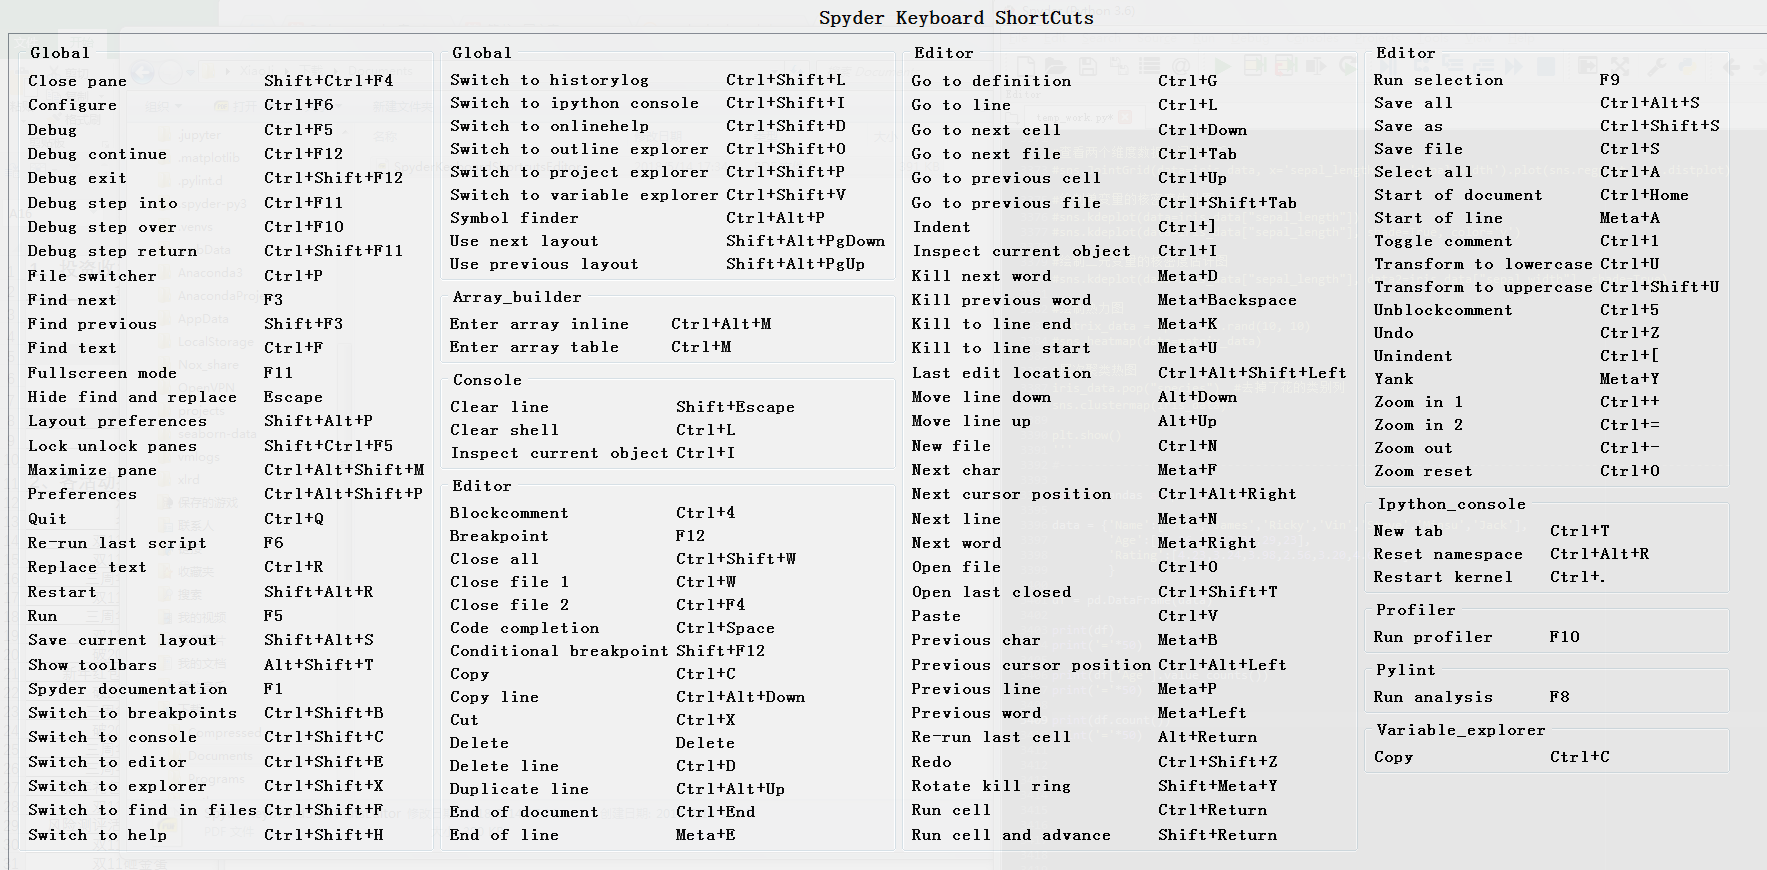 Spyder Keyboard ShortCuts
Global
Close pane Shift+Ctrl+F4
Configure Ctrl+F6
Debug Ctrl+F5
Debug continue Ctrl+F12
Debug exit Ctrl+Shift+F12
Debug step into Ctrl+F11
Debug step over Ctrl+F10
Debug step return Ctrl+Shift+F11
File switcher Ctrl+P
Find next F3
Find previous Shift+F3
Find text Ctrl+F
Fullscreen mode F11
Hide find and replace Escape
Layout preferences Shift+Alt+P
Lock unlock panes Shift+Ctrl+F5
Maximize pane Ctrl+Alt+Shift+M
Preferences Ctrl+Alt+Shift+P
Quit Ctrl+Q
Re-run last script F6
Replace text Ctrl+R
Restart Shift+Alt+R
Run F5
Save current layout Shift+Alt+S
Show toolbars Alt+Shift+T
Spyder documentation F1
Switch to breakpoints Ctrl+Shift+B
Switch to console Ctrl+Shift+C
Switch to editor Ctrl+Shift+E
Switch to explorer Ctrl+Shift+X
Switch to find in files Ctrl+Shift+F
Switch to help Ctrl+Shift+H
Global
Switch to historylog Ctrl+Shift+L
Switch to ipython console Ctrl+Shift+I
Switch to onlinehelp Ctrl+Shift+D
Switch to outline explorer Ctrl+Shift+O
Switch to project explorer Ctrl+Shift+P
Switch to variable explorer Ctrl+Shift+V
Symbol finder Ctrl+Alt+P
Use next layout Shift+Alt+PgDown
Use previous layout Shift+Alt+PgUp
Array_builder
Enter array inline Ctrl+Alt+M
Enter array table Ctrl+M
Console
Clear line Shift+Escape
Clear shell Ctrl+L
Inspect current object Ctrl+I
Editor
Blockcomment Ctrl+4
Breakpoint F12
Close all Ctrl+Shift+W
Close file 1 Ctrl+W
Close file 2 Ctrl+F4
Code completion Ctrl+Space
Conditional breakpoint Shift+F12
Copy Ctrl+C
Copy line Ctrl+Alt+Down
Cut Ctrl+X
Delete Delete
Delete line Ctrl+D
Duplicate line Ctrl+Alt+Up
End of document Ctrl+End
End of line Meta+E
Editor
Go to definition Ctrl+G
Go to line Ctrl+L
Go to next cell Ctrl+Down
Go to next file Ctrl+Tab
Go to previous cell Ctrl+Up
Go to previous file Ctrl+Shift+Tab
Indent Ctrl+]
Inspect current object Ctrl+I
Kill next word Meta+D
Kill previous word Meta+Backspace
Kill to line end Meta+K
Kill to line start Meta+U
Last edit location Ctrl+Alt+Shift+Left
Move line down Alt+Down
Move line up Alt+Up
New file Ctrl+N
Next char Meta+F
Next cursor position Ctrl+Alt+Right
Next line Meta+N
Next word Meta+Right
Open file Ctrl+O
Open last closed Ctrl+Shift+T
Paste Ctrl+V
Previous char Meta+B
Previous cursor position Ctrl+Alt+Left
Previous line Meta+P
Previous word Meta+Left
Re-run last cell Alt+Return
Redo Ctrl+Shift+Z
Rotate kill ring Shift+Meta+Y
Run cell Ctrl+Return
Run cell and advance Shift+Return
Editor
Run selection F9
Save all Ctrl+Alt+S
Save as Ctrl+Shift+S
Save file Ctrl+S
Select all Ctrl+A
Start of document Ctrl+Home
Start of line Meta+A
Toggle comment Ctrl+1
Transform to lowercase Ctrl+U
Transform to uppercase Ctrl+Shift+U
Unblockcomment Ctrl+5
Undo Ctrl+Z
Unindent Ctrl+[
Yank Meta+Y
Zoom in 1 Ctrl++
Zoom in 2 Ctrl+=
Zoom out Ctrl+-
Zoom reset Ctrl+0
Ipython_console
New tab Ctrl+T
Reset namespace Ctrl+Alt+R
Restart kernel Ctrl+.
Profiler
Run profiler F10
Pylint
Run analysis F8
Variable_explorer
Copy Ctrl+C